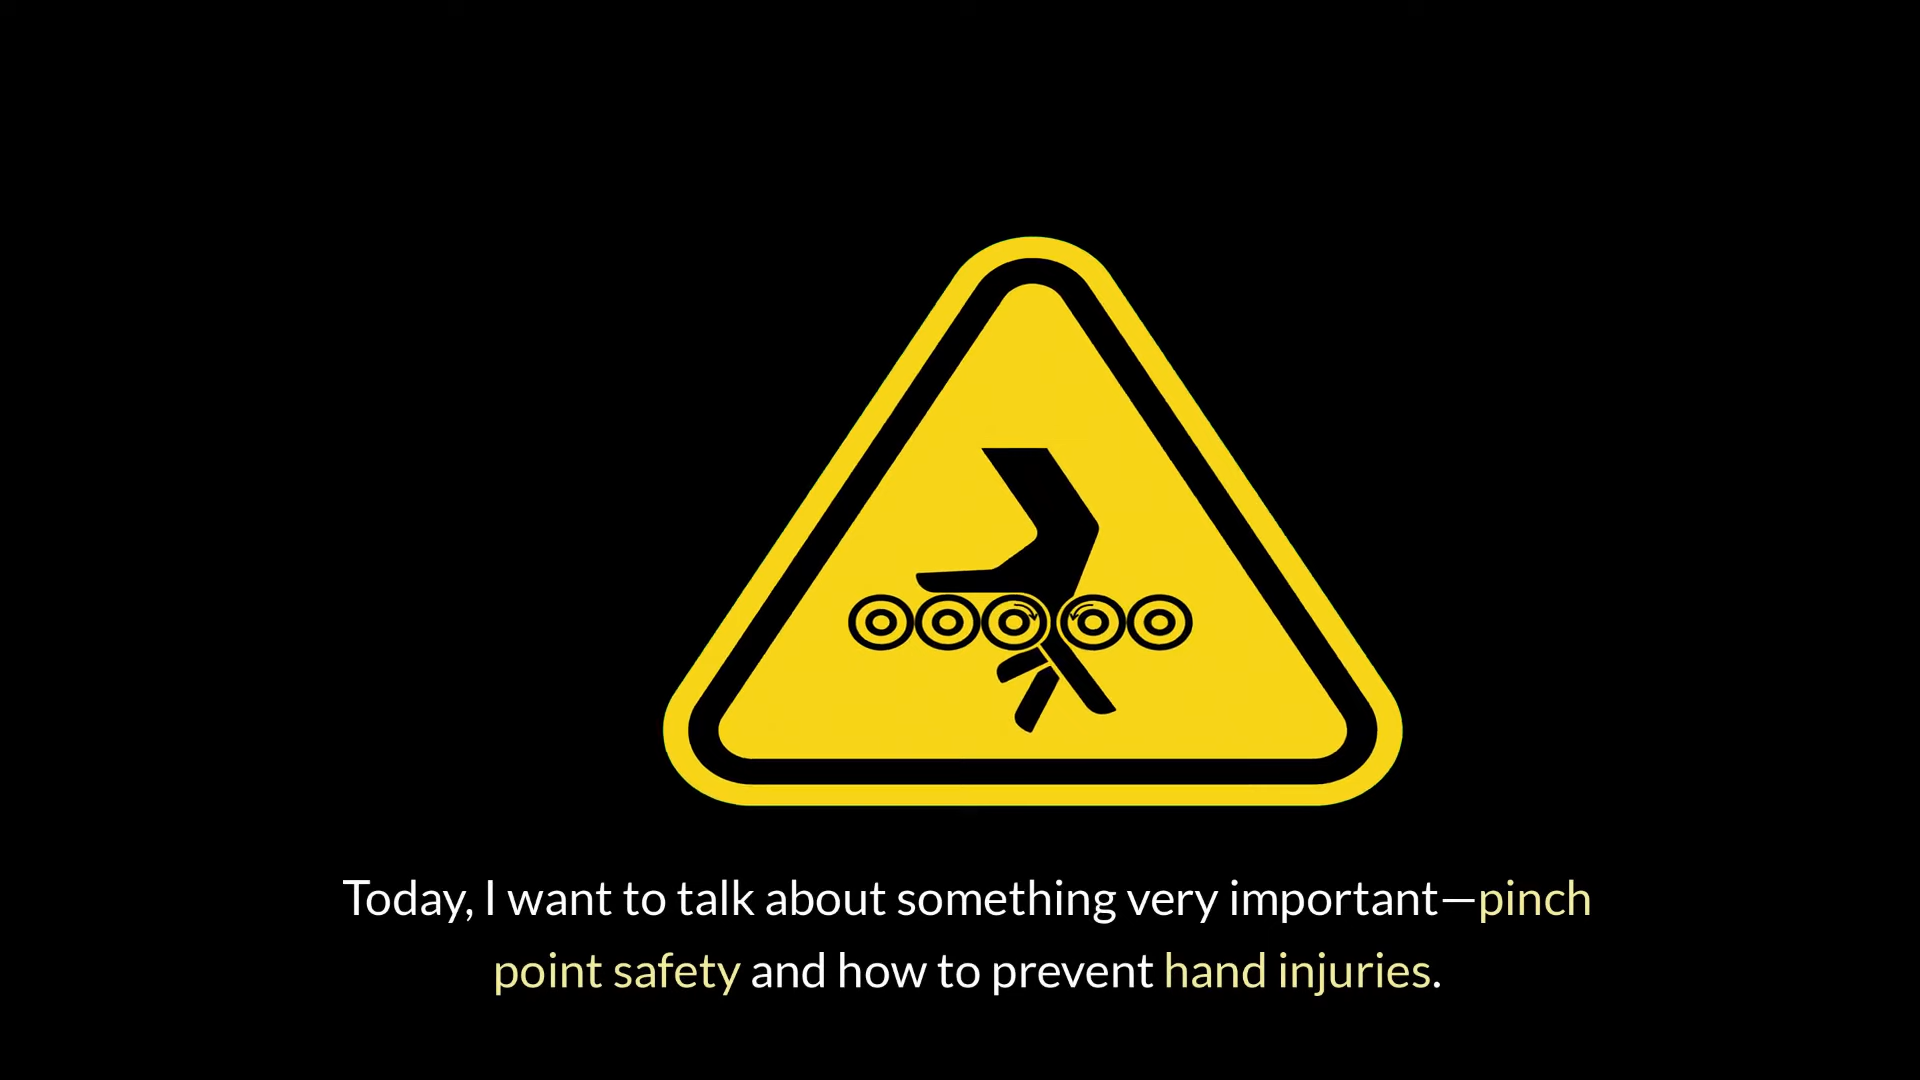 Today, I want to talk about something very important—pinch
point safety and how to prevent hand injuries.